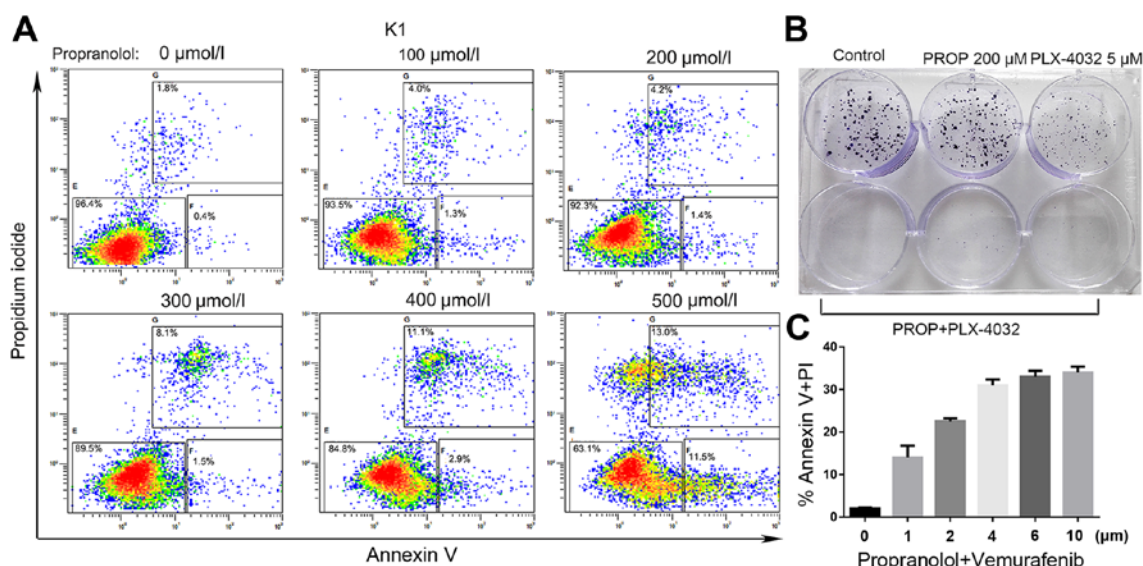 A
K1
Propranolol: 0 μmol/l
100 μmol/l
200 μmol/l
G
1.8%
E
96.4%
F
0.4%
G
4.0%
E
93.5%
F
1.3%
G
4.2%
E
92.3%
F
1.4%
300 μmol/l
400 μmol/l
500 μmol/l
G
8.1%
E
89.5%
F
1.5%
G
11.1%
E
84.8%
F
2.9%
G
13.0%
E
63.1%
F
11.5%
Propidium iodide
Annexin V
B
Control
PROP 200 μM
PLX-4032 5 μM
PROP+PLX-4032
C
% Annexin V+PI
40
30
20
10
0
0 1 2 4 6 10 (μm)
Propranolol+Vemurafenib